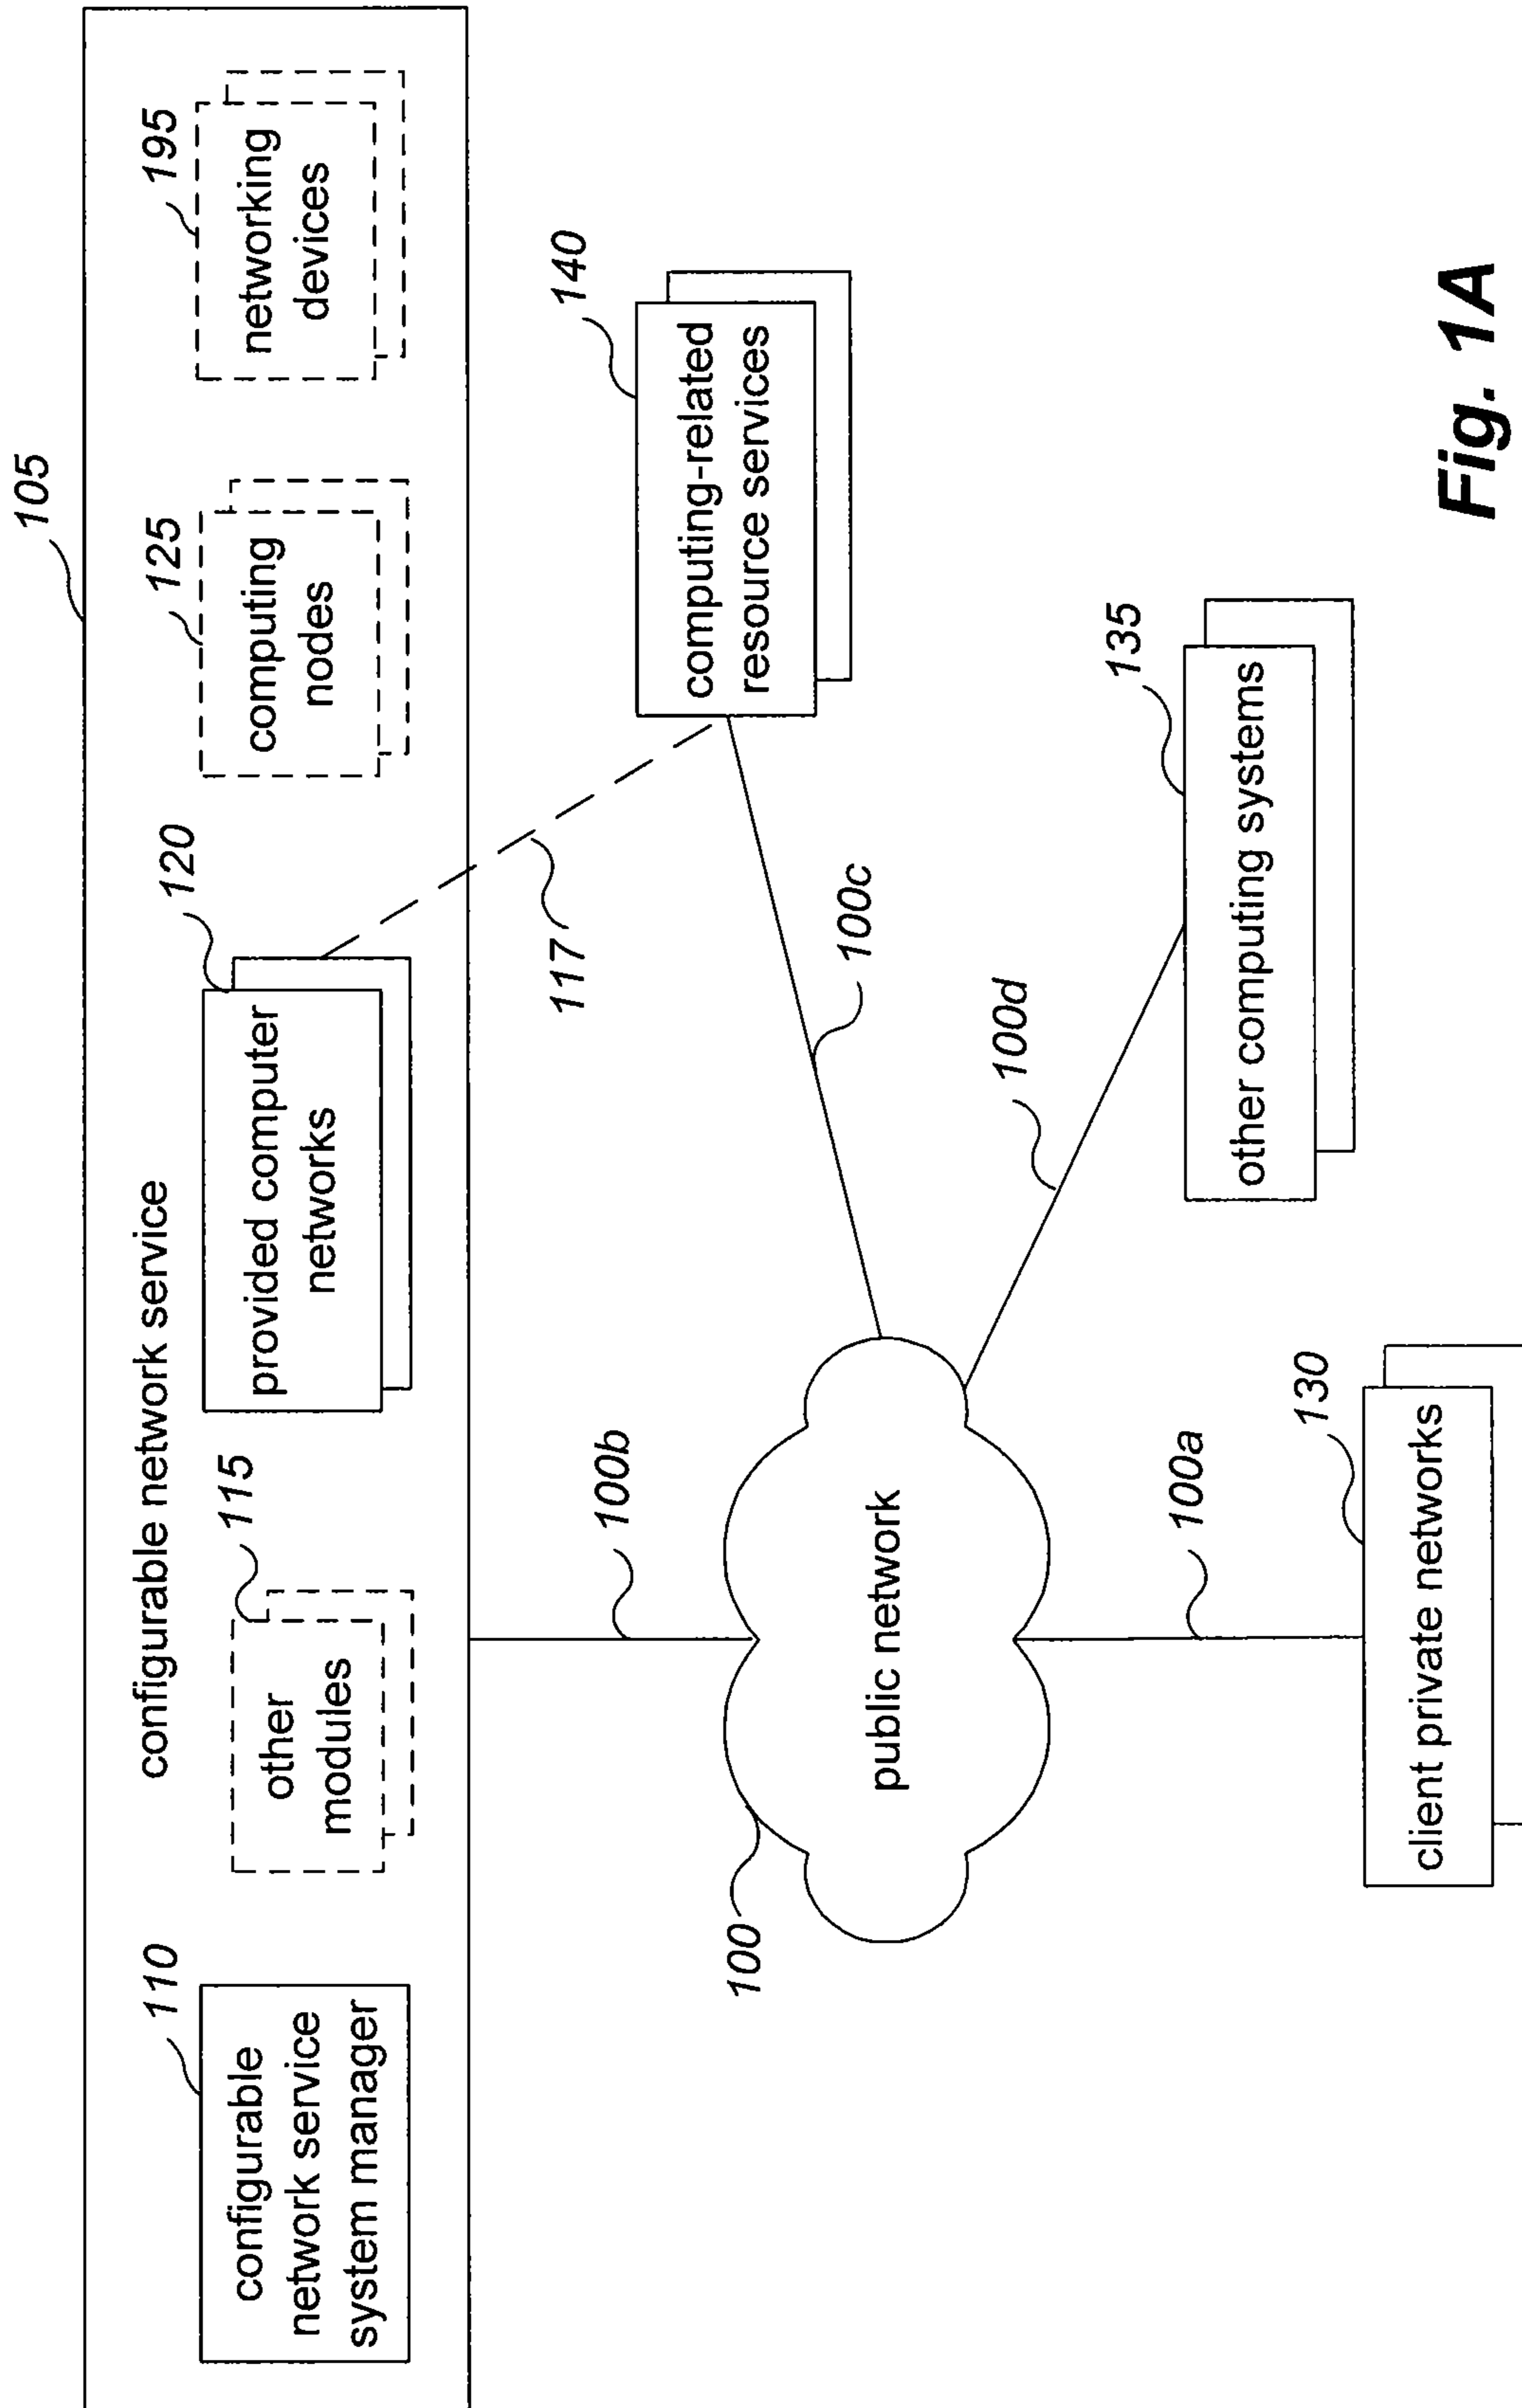 105
configurable network service
110
configurable
network service
system manager
115
other
modules
120
provided computer
networks
125
computing
nodes
195
networking
devices
117
100b
140
computing-related
resource services
100
public network
100c
100d
135
other computing systems
100a
130
client private networks
Fig. 1A